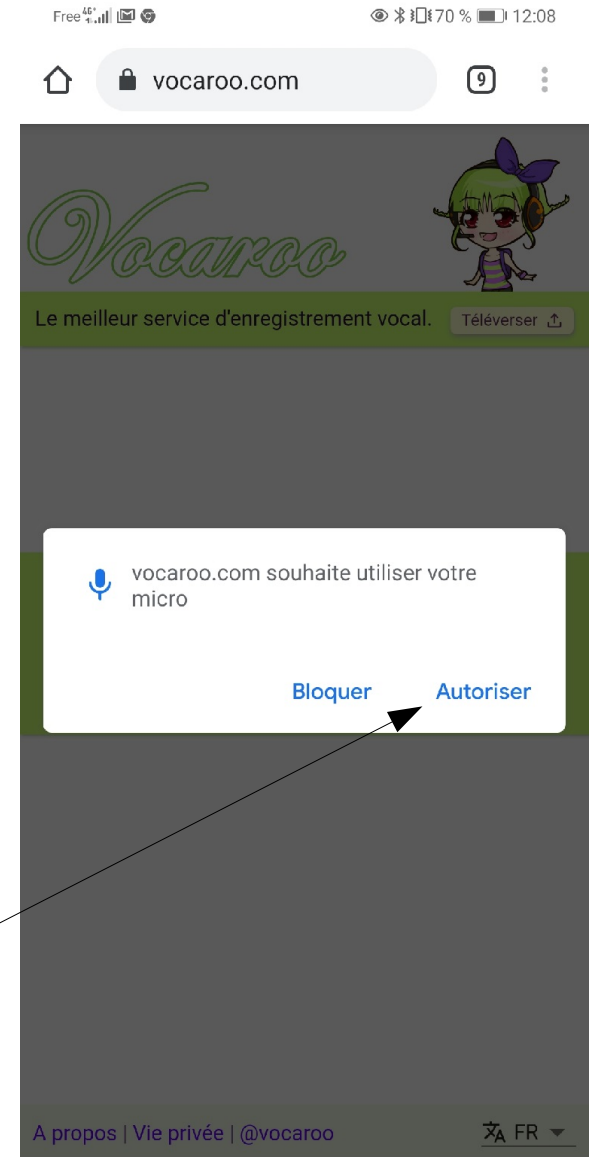 Free 4G+ 70 % 12:08
vocaroo.com 9
Vocaroo
Le meilleur service d'enregistrement vocal. Téléverser
vocaroo.com souhaite utiliser votre
micro
Bloquer Autoriser
A propos | Vie privée | @vocaroo FR